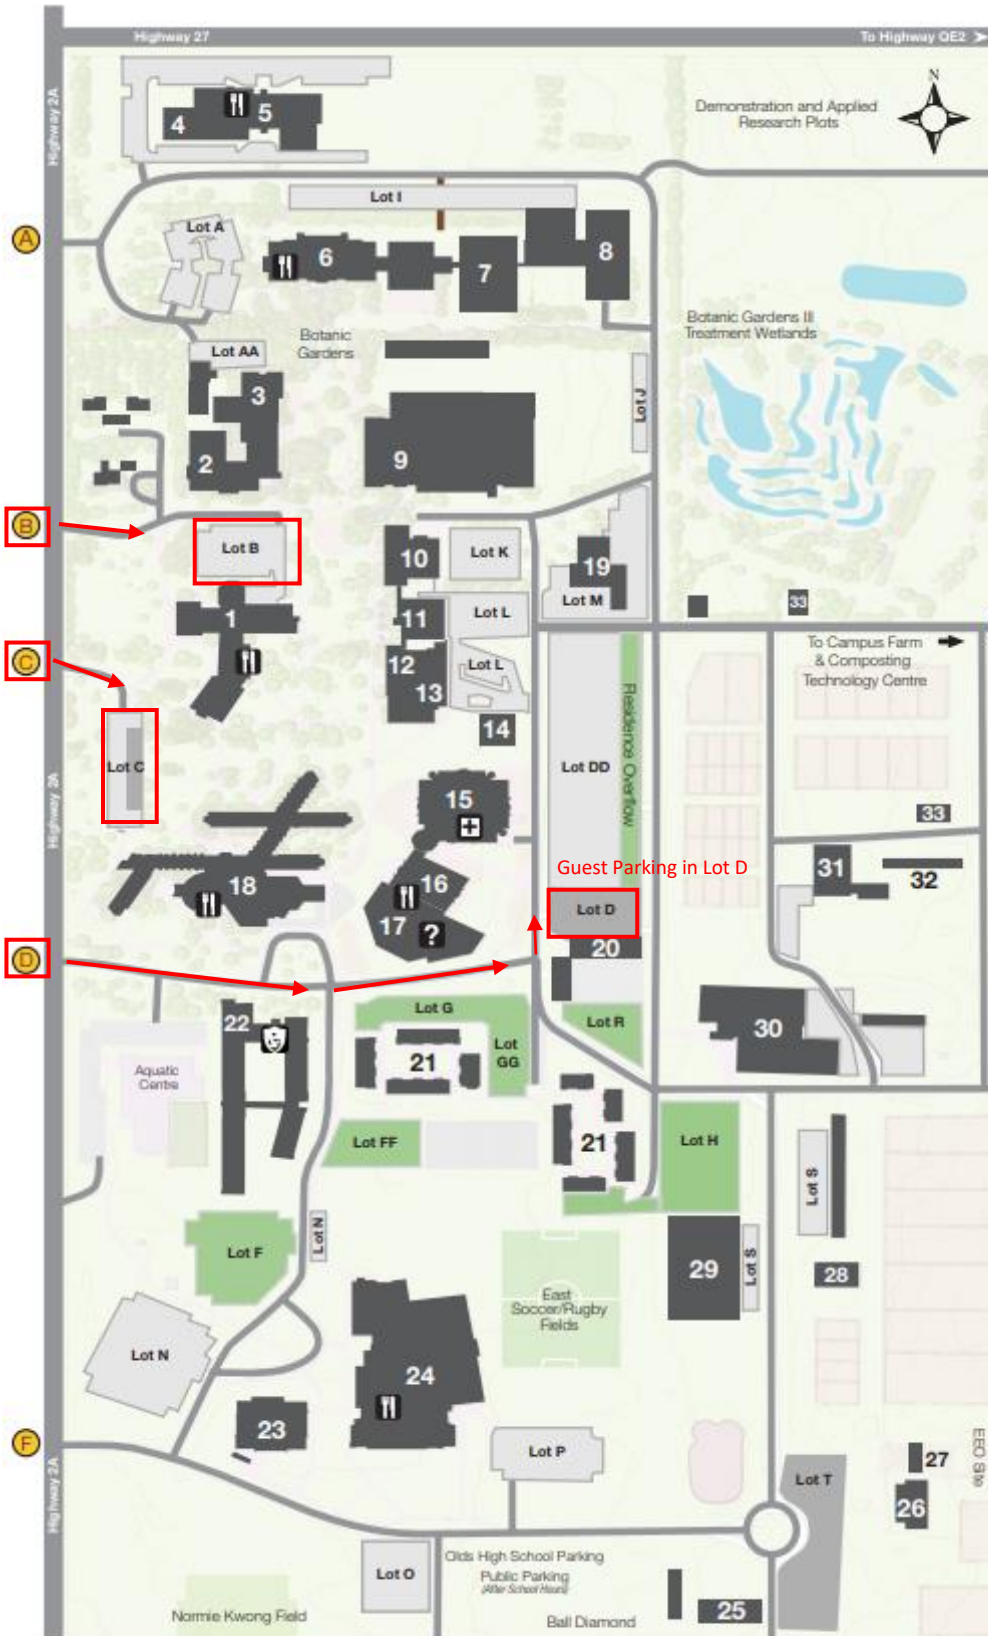 Highway 27
To Highway QE2
Highway 2A
N
Demonstration and Applied
Research Plots
4
5
Lot I
A
Lot A
6
7
8
Botanic Gardens III
Treatment Wetlands
Botanic
Gardens
Lot AA
3
Lot J
2
9
B
Lot B
10
Lot K
19
1
11
Lot L
Lot M
33
C
12
13
Lot L
To Campus Farm
& Composting
Technology Centre
14
Residence Overflow
Lot C
Lot DD
Highway 2A
15
33
31
32
18
16
Guest Parking in Lot D
17
?
Lot D
20
D
Lot G
Lot R
22
21
Lot
GG
30
Aquatic
Centre
Lot FF
21
Lot H
Lot S
Lot N
Lot F
29
Lot S
28
East
Soccer/Rugby
Fields
Lot N
24
23
F
Lot P
Lot T
27
26
EEO Site
Highway 2A
Olds High School Parking
Public Parking
(After School Hours)
Lot O
Normie Kwong Field
Ball Diamond
25